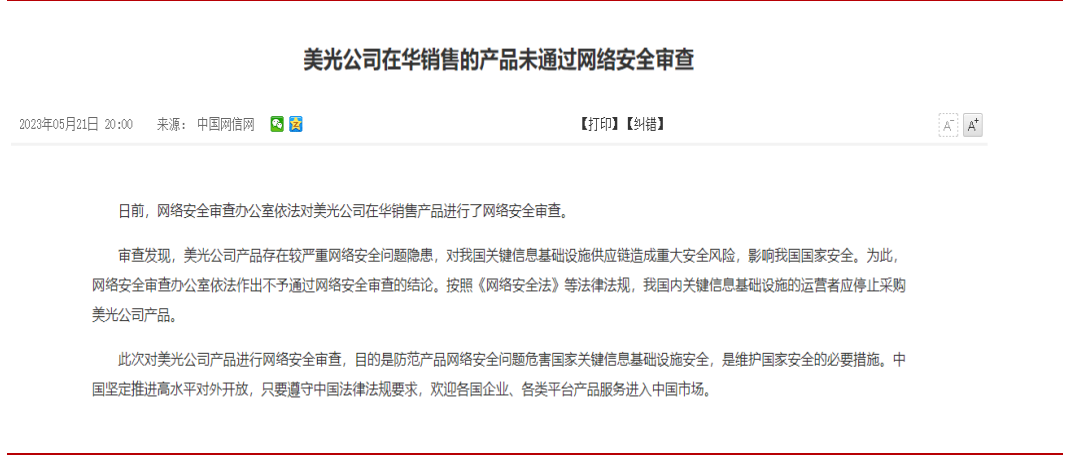 美光公司在华销售的产品未通过网络安全审查
2023年05月21日 20:00 来源： 中国网信网 【打印】【纠错】 A- A+
日前，网络安全审查办公室依法对美光公司在华销售产品进行了网络安全审查。
审查发现，美光公司产品存在较严重网络安全问题隐患，对我国关键信息基础设施供应链造成重大安全风险，影响我国国家安全。为此，
网络安全审查办公室依法作出不予通过网络安全审查的结论。按照《网络安全法》等法律法规，我国内关键信息基础设施的运营者应停止采购
美光公司产品。
此次对美光公司产品进行网络安全审查，目的是防范产品网络安全问题危害国家关键信息基础设施安全，是维护国家安全的必要措施。中
国坚定推进高水平对外开放，只要遵守中国法律法规要求，欢迎各国企业、各类平台产品服务进入中国市场。